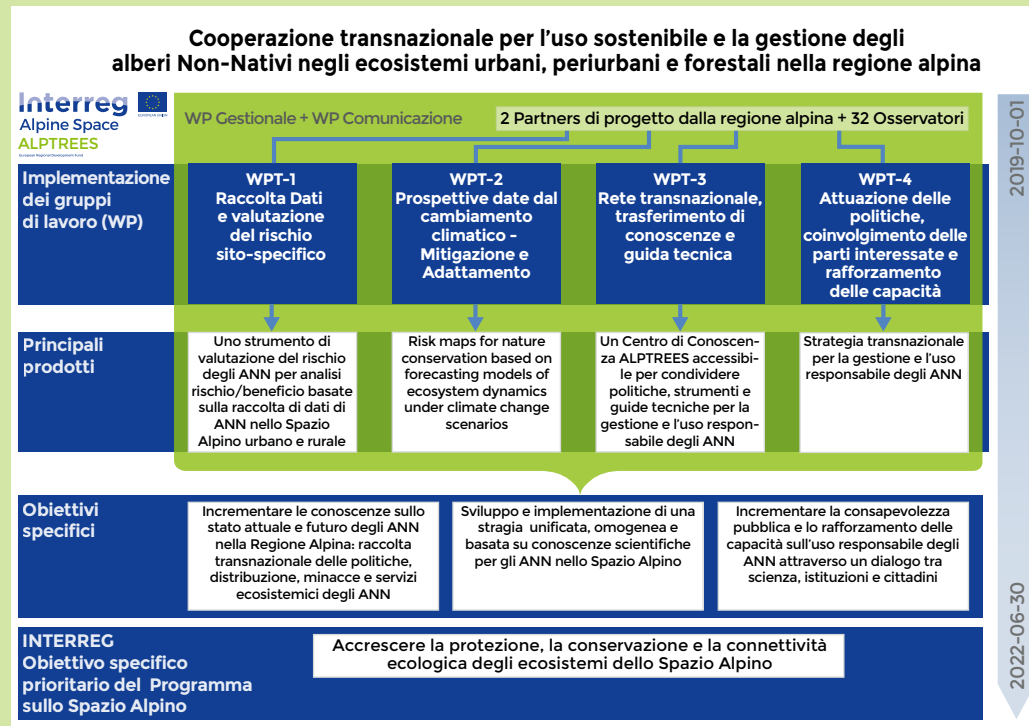 Cooperazione transnazionale per l'uso sostenibile e la gestione degli
alberi Non-Nativi negli ecosistemi urbani, periurbani e forestali nella regione alpina
Interreg
EUROPEAN UNION
Alpine Space
ALPTREES
European Regional Development Fund
WP Gestionale + WP Comunicazione
2 Partners di progetto dalla regione alpina + 32 Osservatori
2019-10-01
Implementazione
dei gruppi
di lavoro (WP)
WPT-1
Raccolta Dati
e valutazione
del rischio
sito-specifico
WPT-2
Prospettive date dal
cambiamento
climatico -
Mitigazione e
Adattamento
WPT-3
Rete transnazionale,
trasferimento di
conoscenze e
guida tecnica
WPT-4
Attuazione delle
politiche,
coinvolgimento delle
parti interessate e
rafforzamento
delle capacità
Principali
prodotti
Uno strumento di
valutazione del rischio
degli ANN per analisi
rischio/beneficio basate
sulla raccolta di dati di
ANN nello Spazio
Alpino urbano e rurale
Risk maps for nature
conservation based on
forecasting models of
ecosystem dynamics
under climate change
scenarios
Un Centro di Conoscen-
za ALPTREES accessibi-
le per condividere
politiche, strumenti e
guide tecniche per la
gestione e l'uso respon-
sabile degli ANN
Strategia transnazionale
per la gestione e l'uso
responsabile degli ANN
Obiettivi
specifici
Incrementare le conoscenze sullo
stato attuale e futuro degli ANN
nella Regione Alpina: raccolta
transnazionale delle politiche,
distribuzione, minacce e servizi
ecosistemici degli ANN
Sviluppo e implementazione di una
stragia unificata, omogenea e
basata su conoscenze scientifiche
per gli ANN nello Spazio Alpino
Incrementare la consapevolezza
pubblica e lo rafforzamento delle
capacità sull'uso responsabile degli
ANN attraverso un dialogo tra
scienza, istituzioni e cittadini
INTERREG
Obiettivo specifico
prioritario del Programma
sullo Spazio Alpino
Accrescere la protezione, la conservazione e la connettività
ecologica degli ecosistemi dello Spazio Alpino
2022-06-30